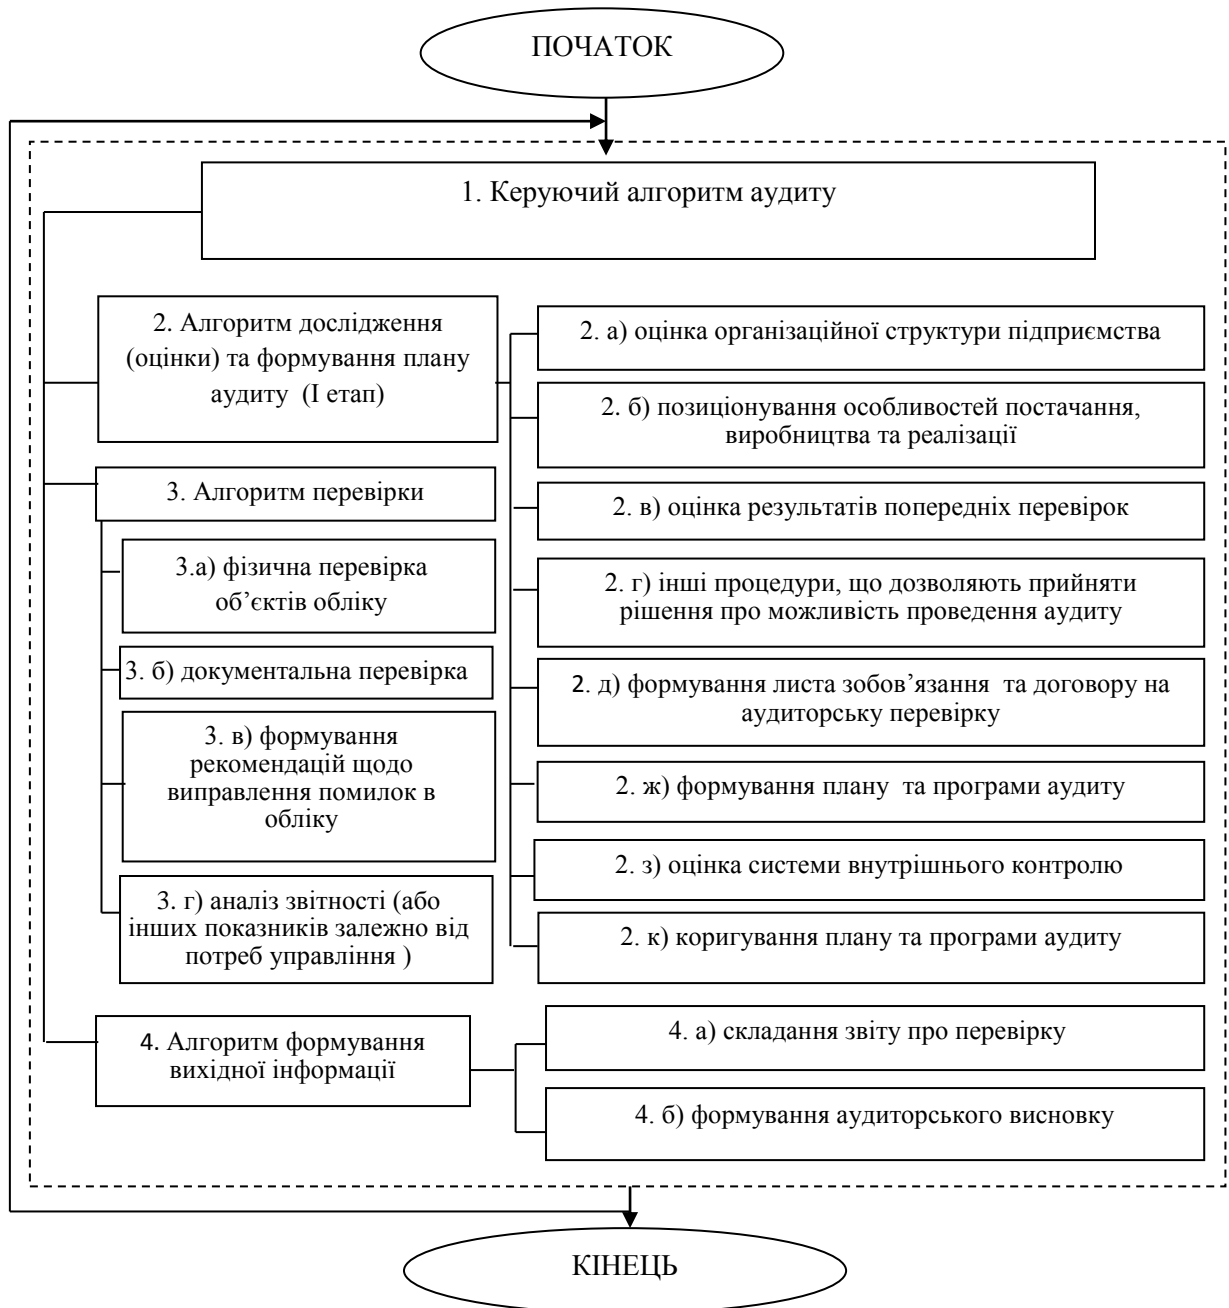 ПОЧАТОК
1. Керуючий алгоритм аудиту
2. Алгоритм дослідження
(оцінки) та формування плану
аудиту (І етап)
2. а) оцінка організаційної структури підприємства
2. б) позиціонування особливостей постачання,
виробництва та реалізації
2. в) оцінка результатів попередніх перевірок
2. г) інші процедури, що дозволяють прийняти
рішення про можливість проведення аудиту
2. д) формування листа зобов’язання та договору на
аудиторську перевірку
2. ж) формування плану та програми аудиту
2. з) оцінка системи внутрішнього контролю
2. к) коригування плану та програми аудиту
3. Алгоритм перевірки
3.а) фізична перевірка
об’єктів обліку
3. б) документальна перевірка
3. в) формування
рекомендацій щодо
виправлення помилок в
обліку
3. г) аналіз звітності (або
інших показників залежно від
потреб управління )
4. Алгоритм формування
вихідної інформації
4. а) складання звіту про перевірку
4. б) формування аудиторського висновку
КІНЕЦЬ